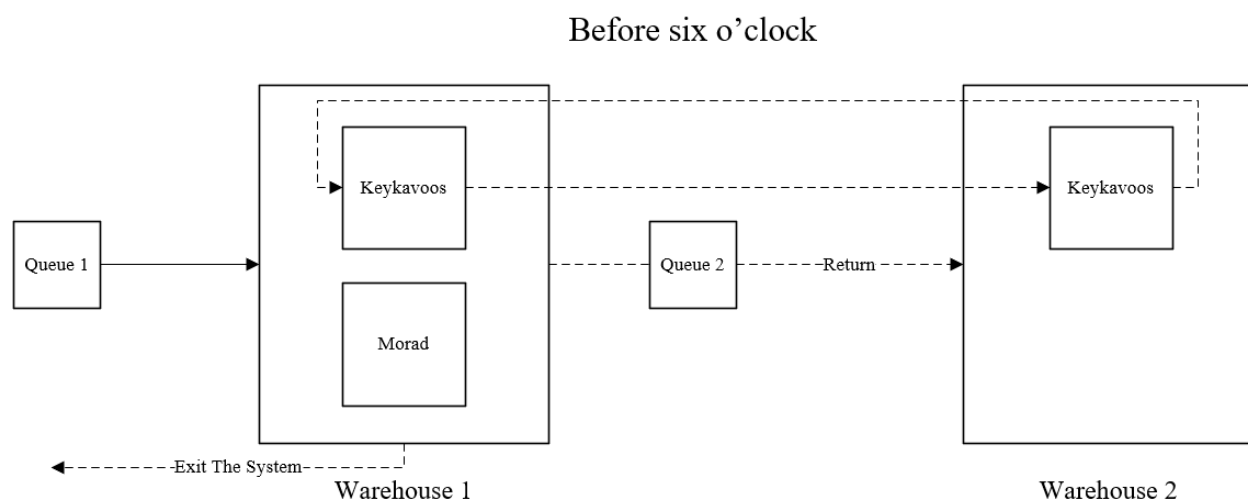 Before six o’clock
Keykavoos
Keykavoos
Queue 1
Queue 2
Return
Morad
Exit The System
Warehouse 1
Warehouse 2